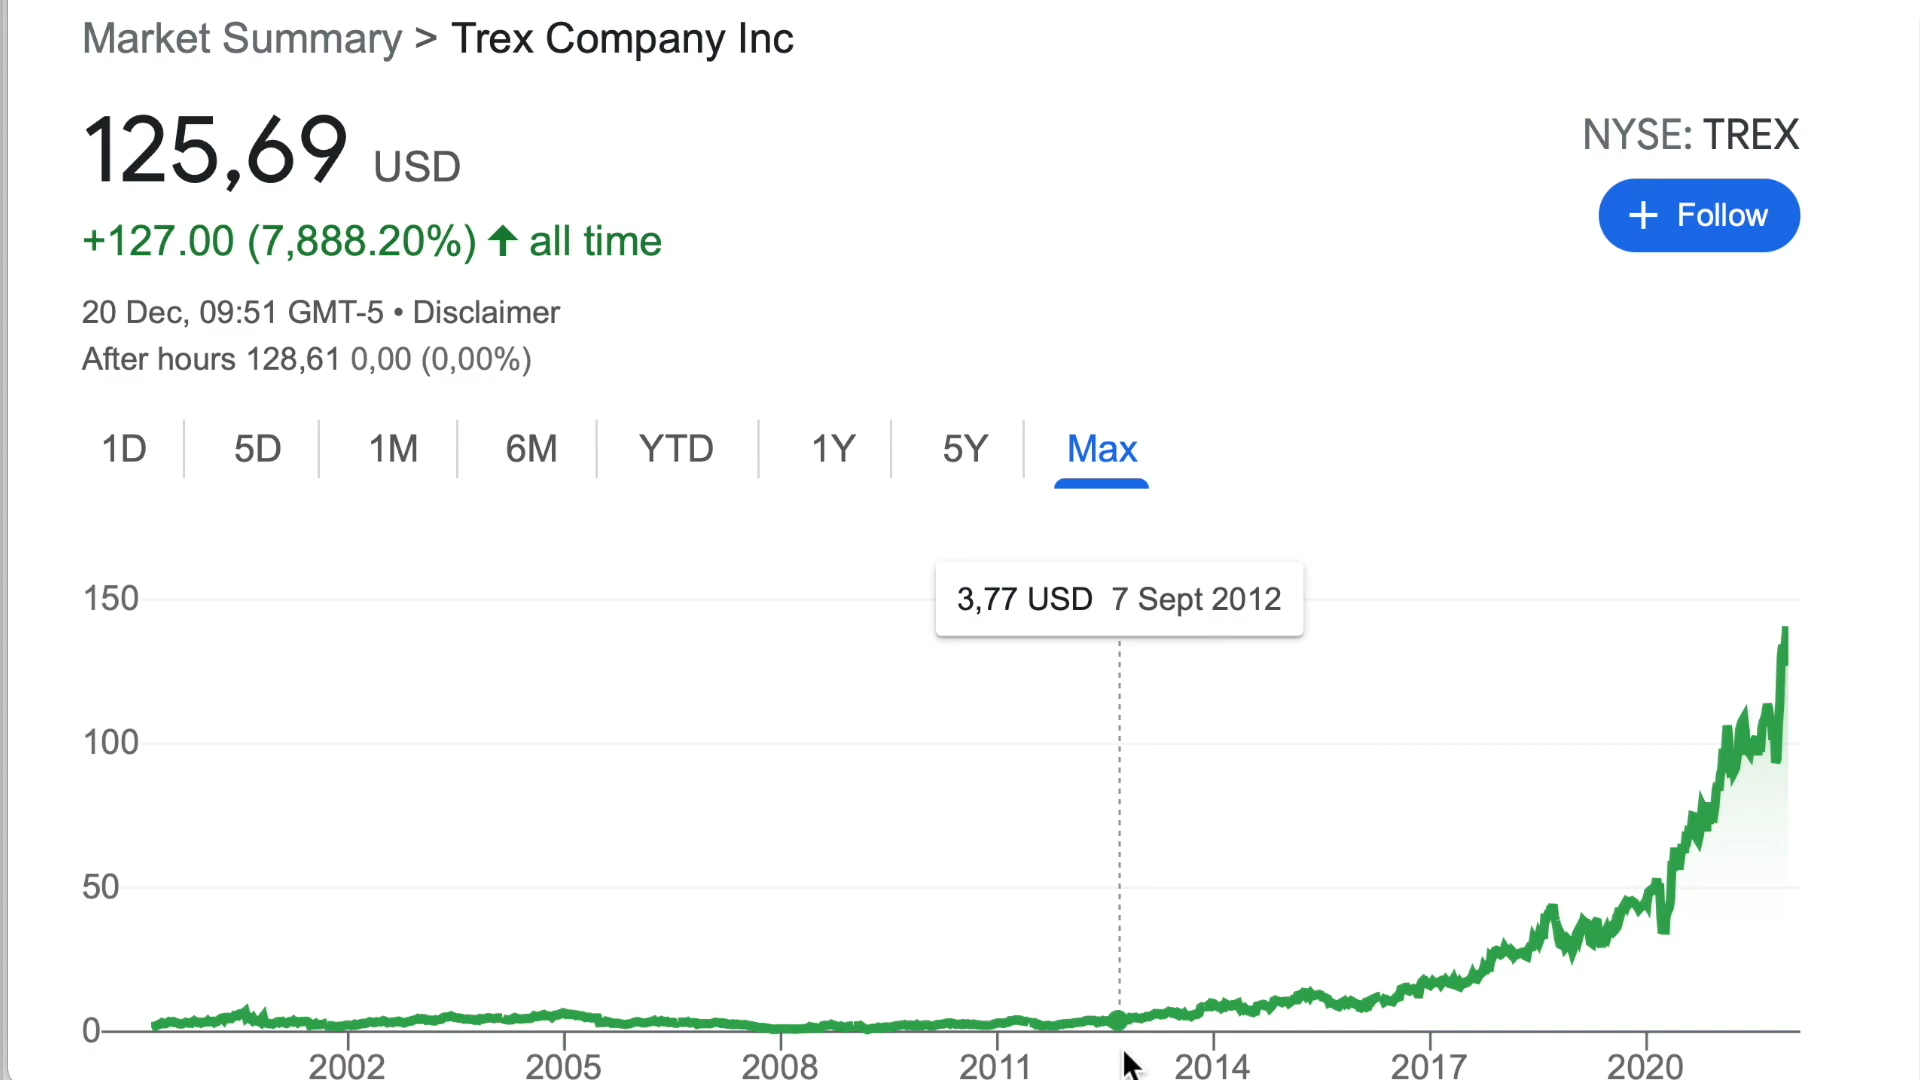 Market Summary > Trex Company Inc
125,69 USD
NYSE: TREX
+ Follow
+127.00 (7,888.20%) ↑ all time
20 Dec, 09:51 GMT-5 • Disclaimer
After hours 128,61 0,00 (0,00%)
1D 5D 1M 6M YTD 1Y 5Y Max
3,77 USD 7 Sept 2012
150
100
50
0
2002 2005 2008 2011 2014 2017 2020